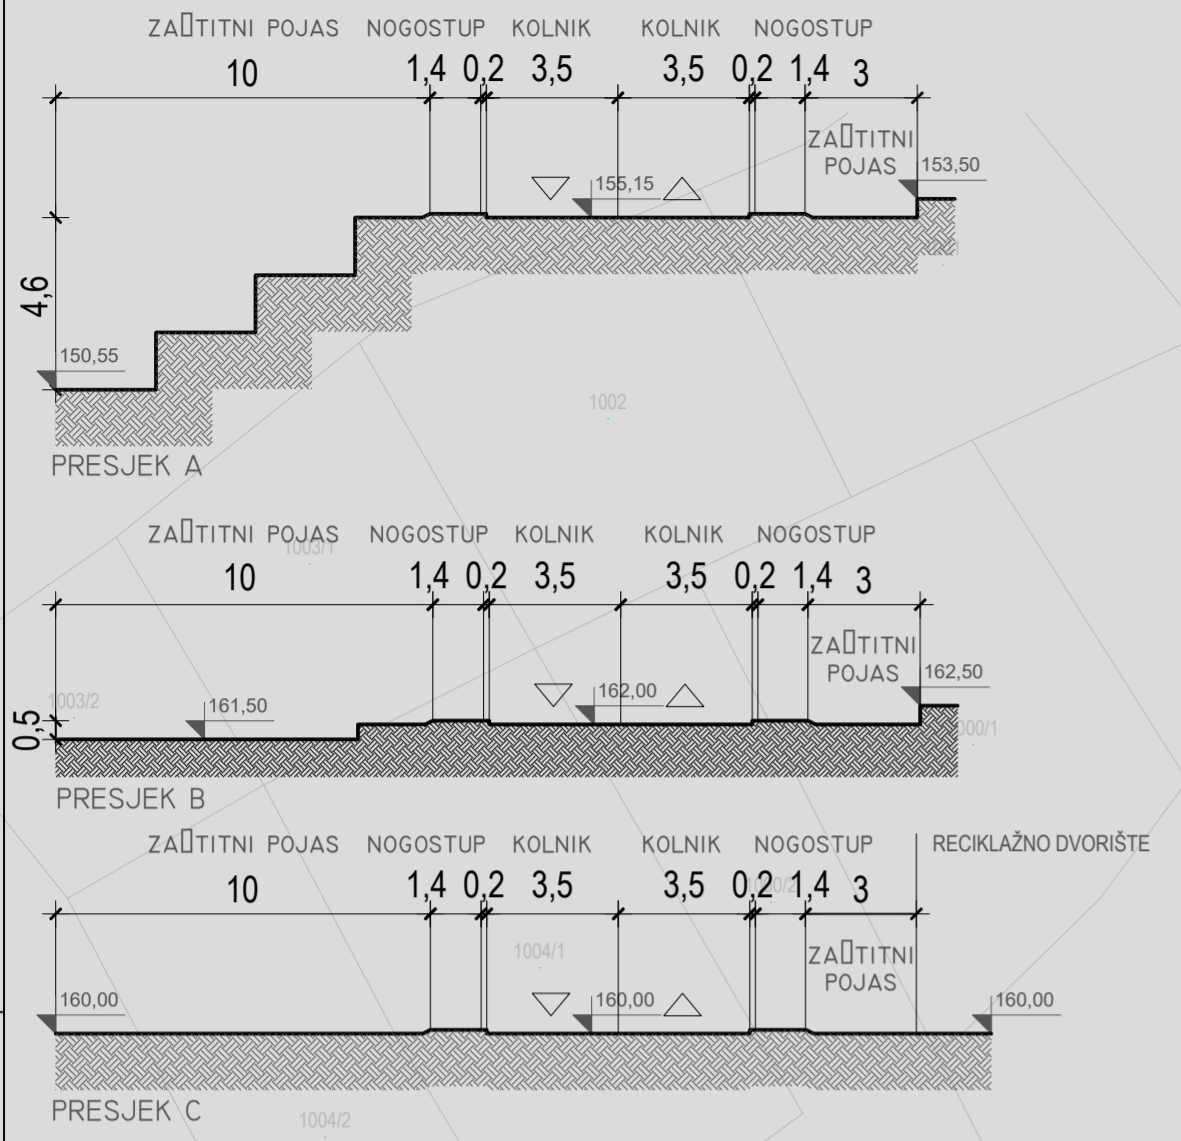 ZA▯TITNI POJAS NOGOSTUP KOLNIK KOLNIK NOGOSTUP
10 1,4 0,2 3,5 3,5 0,2 1,4 3
ZA▯TITNI
POJAS
153,50
155,15
4,6
150,55
1002
PRESJEK A
ZA▯TITNI POJAS NOGOSTUP KOLNIK KOLNIK NOGOSTUP
1003/1
10 1,4 0,2 3,5 3,5 0,2 1,4 3
ZA▯TITNI
POJAS
162,50
1003/2
161,50
162,00
0,5
PRESJEK B
ZA▯TITNI POJAS NOGOSTUP KOLNIK KOLNIK NOGOSTUP RECIKLAŽNO DVORIŠTE
10 1,4 0,2 3,5 3,5 0,2 1,4 3
1004/1
ZA▯TITNI
POJAS
160,00 160,00 160,00
PRESJEK C
1004/2